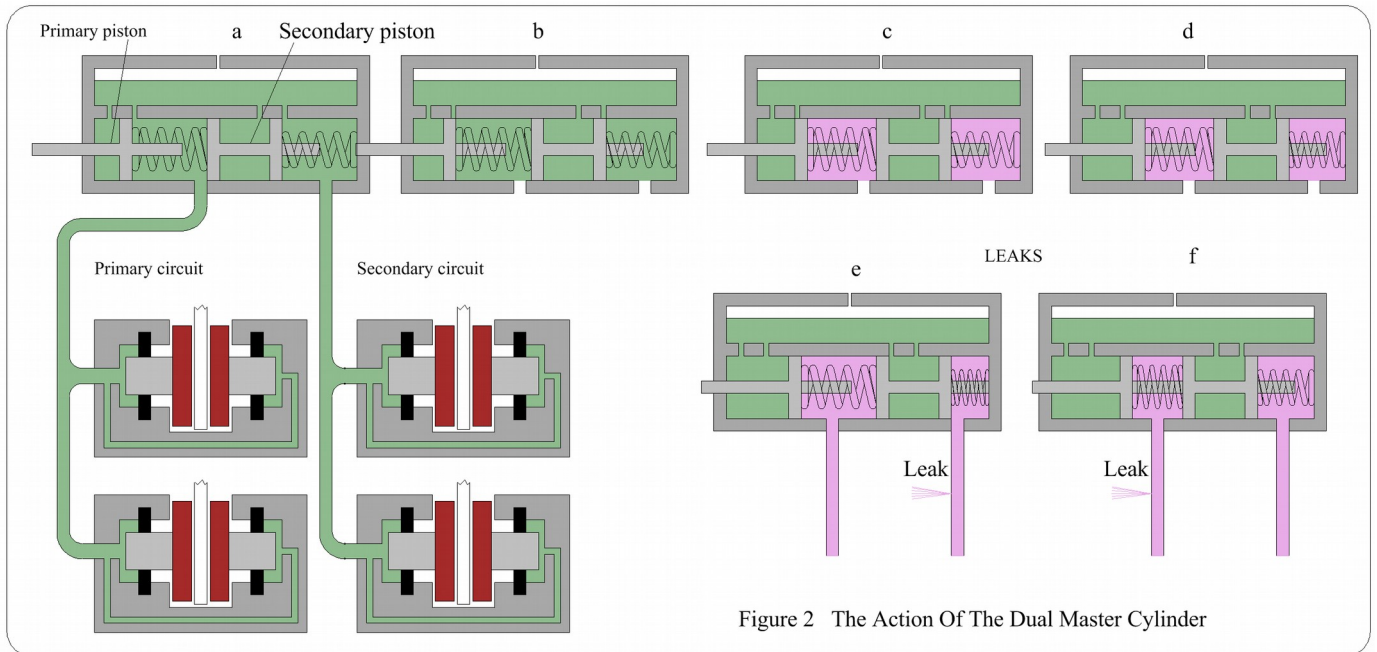 Primary piston
a
Secondary piston
b
c
d
Primary circuit
Secondary circuit
LEAKS
e
f
Leak
Leak
Figure 2 The Action Of The Dual Master Cylinder